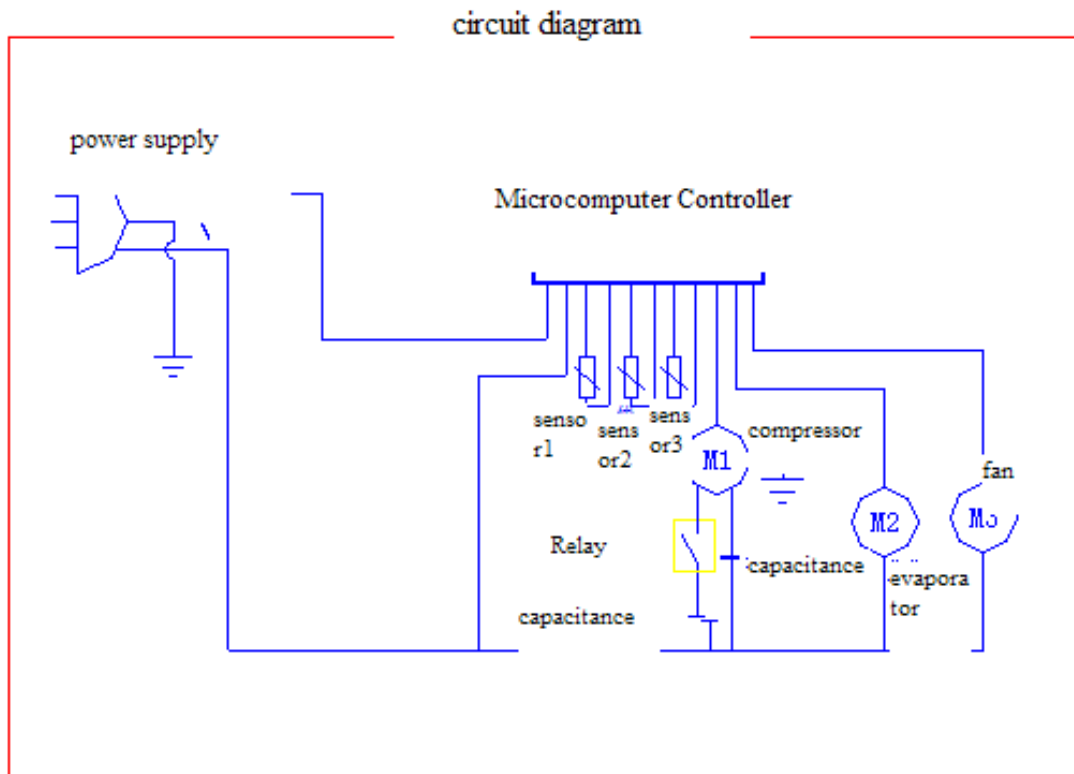 circuit diagram
power supply
Microcomputer Controller
senso
r1
sens
or2
sens
or3
compressor
M1
fan
M2
Relay
capacitance
evapora
tor
capacitance